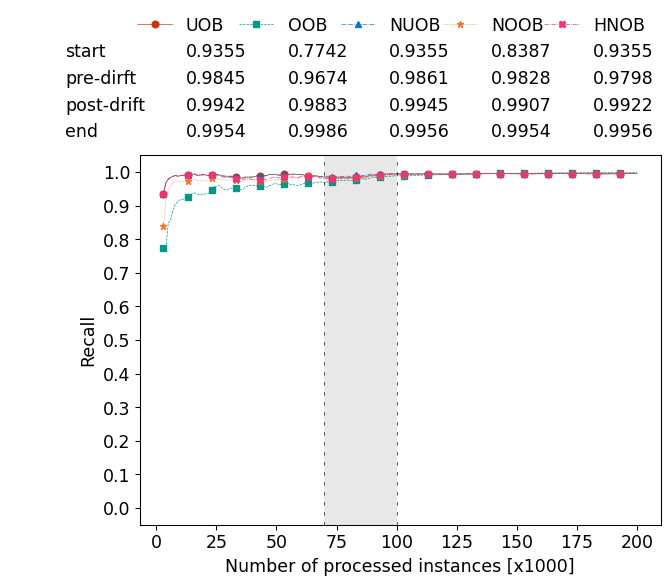 UOB OOB NUOB NOOB HNOB
start 0.9355 0.7742 0.9355 0.8387 0.9355
pre-dirft 0.9845 0.9674 0.9861 0.9828 0.9798
post-drift 0.9942 0.9883 0.9945 0.9907 0.9922
end 0.9954 0.9986 0.9956 0.9954 0.9956
1.0
0.9
0.8
0.7
0.6
0.5
0.4
0.3
0.2
0.1
0.0
Recall
0 25 50 75 100 125 150 175 200
Number of processed instances [x1000]